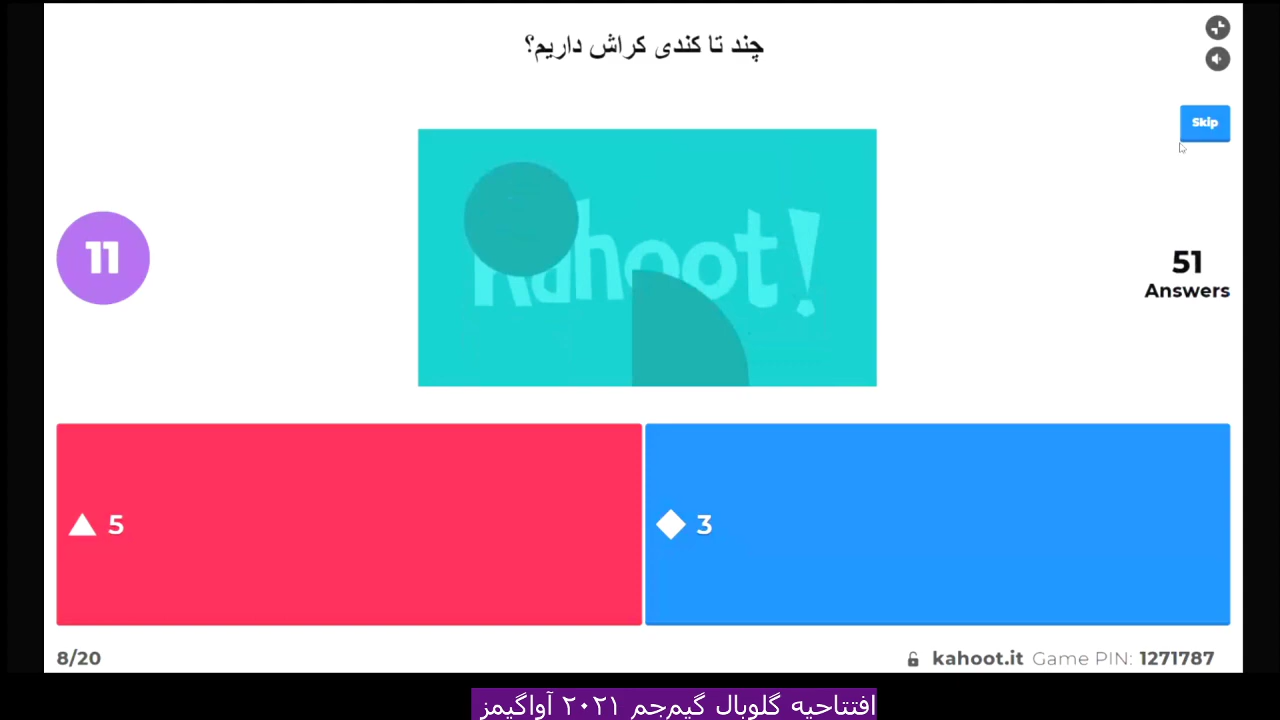 چند تا کندی کراش داریم؟
Skip
Kahoot!
11
51
Answers
5
3
8/20
kahoot.it Game PIN: 1271787
افتتاحیه گلوبال گیم‌جم ۲۰۲۱ آواگیمز